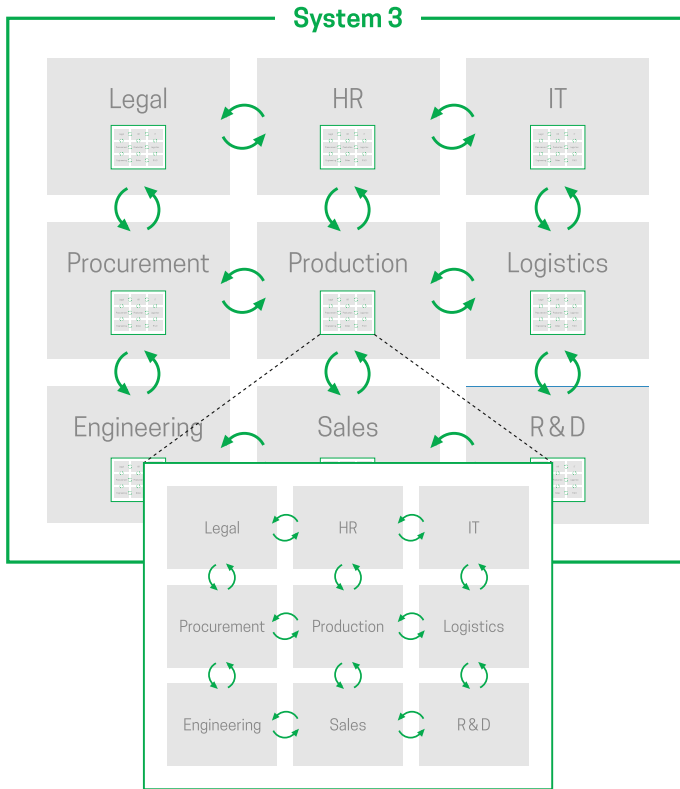 System 3
Legal HR IT
Procurement Production Logistics
Engineering Sales R & D
Legal HR IT
Procurement Production Logistics
Engineering Sales R & D